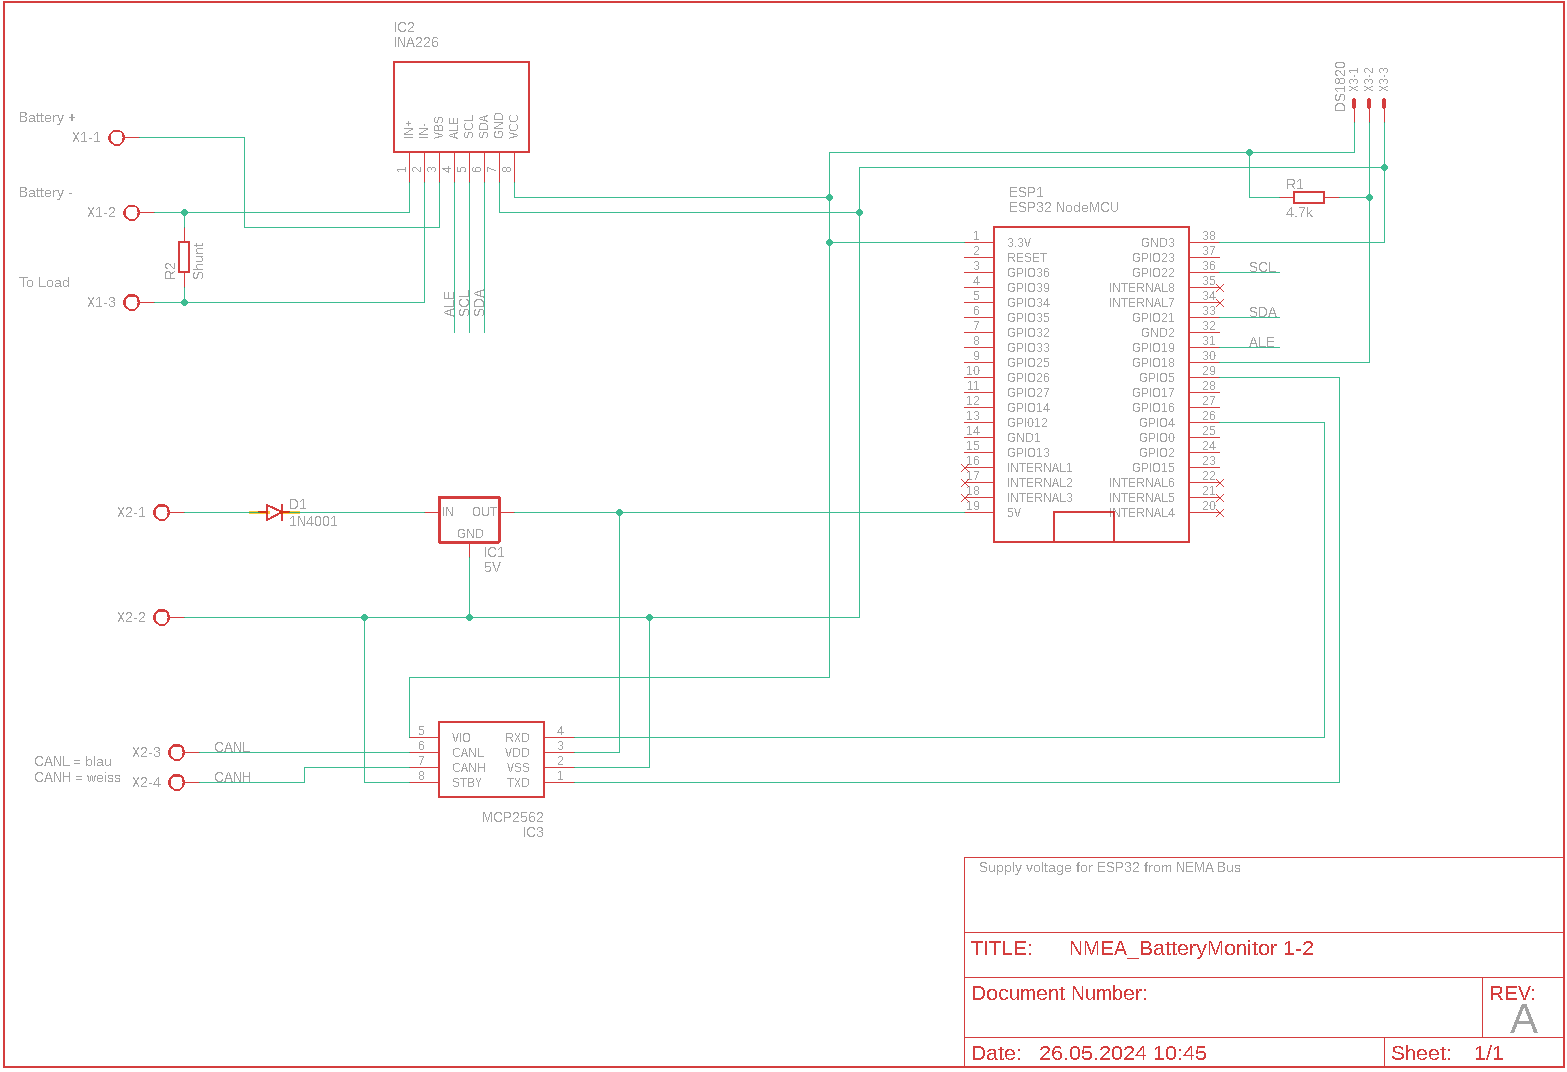 IC2
INA226
IN+
IN-
VBS
ALE
SCL
SDA
GND
VCC
1
2
3
4
5
6
7
8
Battery +
X1-1
Battery -
X1-2
R2
Shunt
To Load
X1-3
ALE
SCL
SDA
DS1820
X3-1
X3-2
X3-3
R1
4.7k
ESP1
ESP32 NodeMCU
1 3.3V GND3 38
2 RESET GPIO23 37
3 GPIO36 GPIO22 36 SCL
4 GPIO39 INTERNAL8 35
5 GPIO34 INTERNAL7 34
6 GPIO35 GPIO21 33 SDA
7 GPIO32 GND2 32
8 GPIO33 GPIO19 31 ALE
9 GPIO25 GPIO18 30
10 GPIO26 GPIO5 29
11 GPIO27 GPIO17 28
12 GPIO14 GPIO16 27
13 GPI012 GPIO4 26
14 GND1 GPIO0 25
15 GPIO13 GPIO2 24
16 INTERNAL1 GPIO15 23
17 INTERNAL2 INTERNAL6 22
18 INTERNAL3 INTERNAL5 21
19 5V INTERNAL4 20
X2-1
D1
1N4001
IN OUT
GND
IC1
5V
X2-2
5 VIO RXD 4
6 CANL VDD 3
7 CANH VSS 2
8 STBY TXD 1
X2-3 CANL
CANL = blau
CANH = weiss
X2-4 CANH
MCP2562
IC3
Supply voltage for ESP32 from NEMA Bus
TITLE: NMEA_BatteryMonitor 1-2
Document Number:
REV:
A
Date: 26.05.2024 10:45
Sheet: 1/1